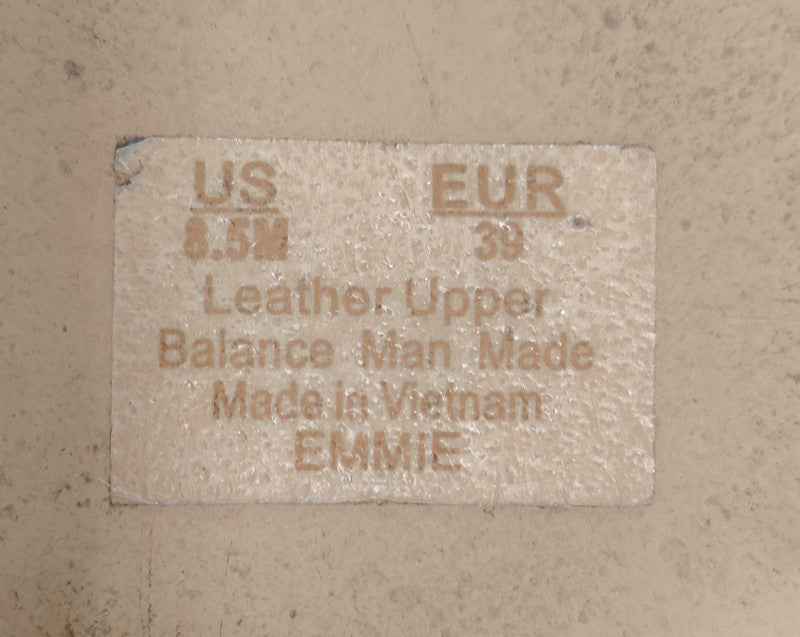 US EUR
8.5M 39
Leather Upper
Balance Man Made
Made in Vietnam
EMMiE